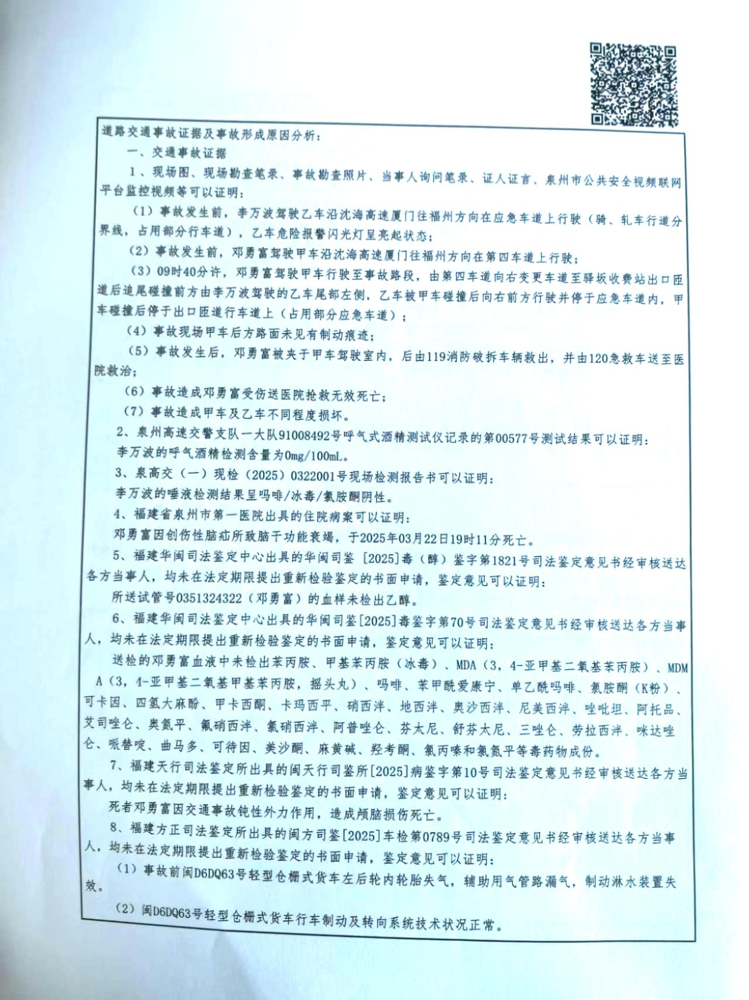 道路交通事故证据及事故形成原因分析：
一、交通事故证据
1、现场图、现场勘查笔录、事故勘查照片、当事人询问笔录、证人证言、泉州市公共安全视频联网
平台监控视频等可以证明：
（1）事故发生前，李万波驾驶乙车沿沈海高速厦门往福州方向在应急车道上行驶（骑、轧车行道分
界线，占用部分行车道），乙车危险报警闪光灯呈亮起状态；
（2）事故发生前，邓勇富驾驶甲车沿沈海高速厦门往福州方向在第四车道上行驶；
（3）09时40分许，邓勇富驾驶甲车行驶至事故路段，由第四车道向右变更车道至驿坂收费站出口匝
道后追尾碰撞前方由李万波驾驶的乙车尾部左侧，乙车被甲车碰撞后向右前方行驶并停于应急车道内，甲
车碰撞后停于出口匝道行车道上（占用部分应急车道）；
（4）事故现场甲车后方路面未见有制动痕迹；
（5）事故发生后，邓勇富被夹于甲车驾驶室内，后由119消防破拆车辆救出，并由120急救车送至医
院救治；
（6）事故造成邓勇富受伤送医院抢救无效死亡；
（7）事故造成甲车及乙车不同程度损坏。
2、泉州高速交警支队一大队91008492号呼气式酒精测试仪记录的第00577号测试结果可以证明：
李万波的呼气酒精检测含量为0mg/100mL。
3、泉高交（一）现检（2025）0322001号现场检测报告书可以证明：
李万波的唾液检测结果呈吗啡/冰毒/氯胺酮阴性。
4、福建省泉州市第一医院出具的住院病案可以证明：
邓勇富因创伤性脑疝所致脑干功能衰竭，于2025年03月22日19时11分死亡。
5、福建华闽司法鉴定中心出具的华闽司鉴 [2025]毒（醇）鉴字第1821号司法鉴定意见书经审核送达
各方当事人，均未在法定期限提出重新检验鉴定的书面申请，鉴定意见可以证明：
所送试管号0351324322（邓勇富）的血样未检出乙醇。
6、福建华闽司法鉴定中心出具的华闽司鉴[2025]毒鉴字第70号司法鉴定意见书经审核送达各方当事
人，均未在法定期限提出重新检验鉴定的书面申请，鉴定意见可以证明：
送检的邓勇富血液中未检出苯丙胺、甲基苯丙胺（冰毒）、MDA（3，4-亚甲基二氧基苯丙胺）、MDM
A（3，4-亚甲基二氧基甲基苯丙胺，摇头丸）、吗啡、苯甲酰爱康宁、单乙酰吗啡、氯胺酮（K粉）、
可卡因、四氢大麻酚、甲卡西酮、卡玛西平、硝西泮、地西泮、奥沙西泮、尼美西泮、唑吡坦、阿托品、
艾司唑仑、奥氮平、氟硝西泮、氯硝西泮、阿普唑仑、芬太尼、舒芬太尼、三唑仑、劳拉西泮、咪达唑
仑、哌替啶、曲马多、可待因、美沙酮、麻黄碱、羟考酮、氯丙嗪和氯氮平等毒药物成份。
7、福建天行司法鉴定所出具的闽天行司鉴所[2025]病鉴字第10号司法鉴定意见书经审核送达各方当
事人，均未在法定期限提出重新检验鉴定的书面申请，鉴定意见可以证明：
死者邓勇富因交通事故钝性外力作用，造成颅脑损伤死亡。
8、福建方正司法鉴定所出具的闽方司鉴[2025]车检第0789号司法鉴定意见书经审核送达各方当事
人，均未在法定期限提出重新检验鉴定的书面申请，鉴定意见可以证明：
（1）事故前闽D6DQ63号轻型仓栅式货车左后轮内轮胎失气，辅助用气管路漏气，制动淋水装置失
效。
（2）闽D6DQ63号轻型仓栅式货车行车制动及转向系统技术状况正常。